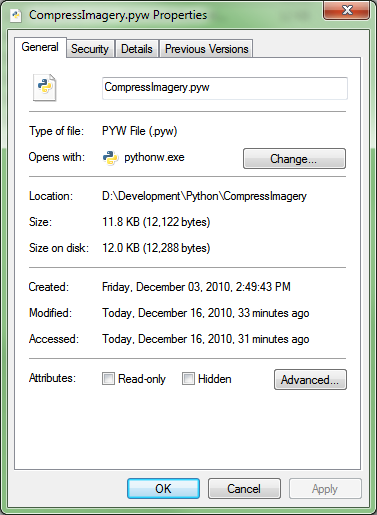 CompressImagery.pyw Properties
General Security Details Previous Versions
CompressImagery.pyw
Type of file: PYW File (.pyw)
Opens with: pythonw.exe Change...
Location: D:\Development\Python\CompressImagery
Size: 11.8 KB (12,122 bytes)
Size on disk: 12.0 KB (12,288 bytes)
Created: Friday, December 03, 2010, 2:49:43 PM
Modified: Today, December 16, 2010, 33 minutes ago
Accessed: Today, December 16, 2010, 31 minutes ago
Attributes: Read-only Hidden Advanced...
OK Cancel Apply